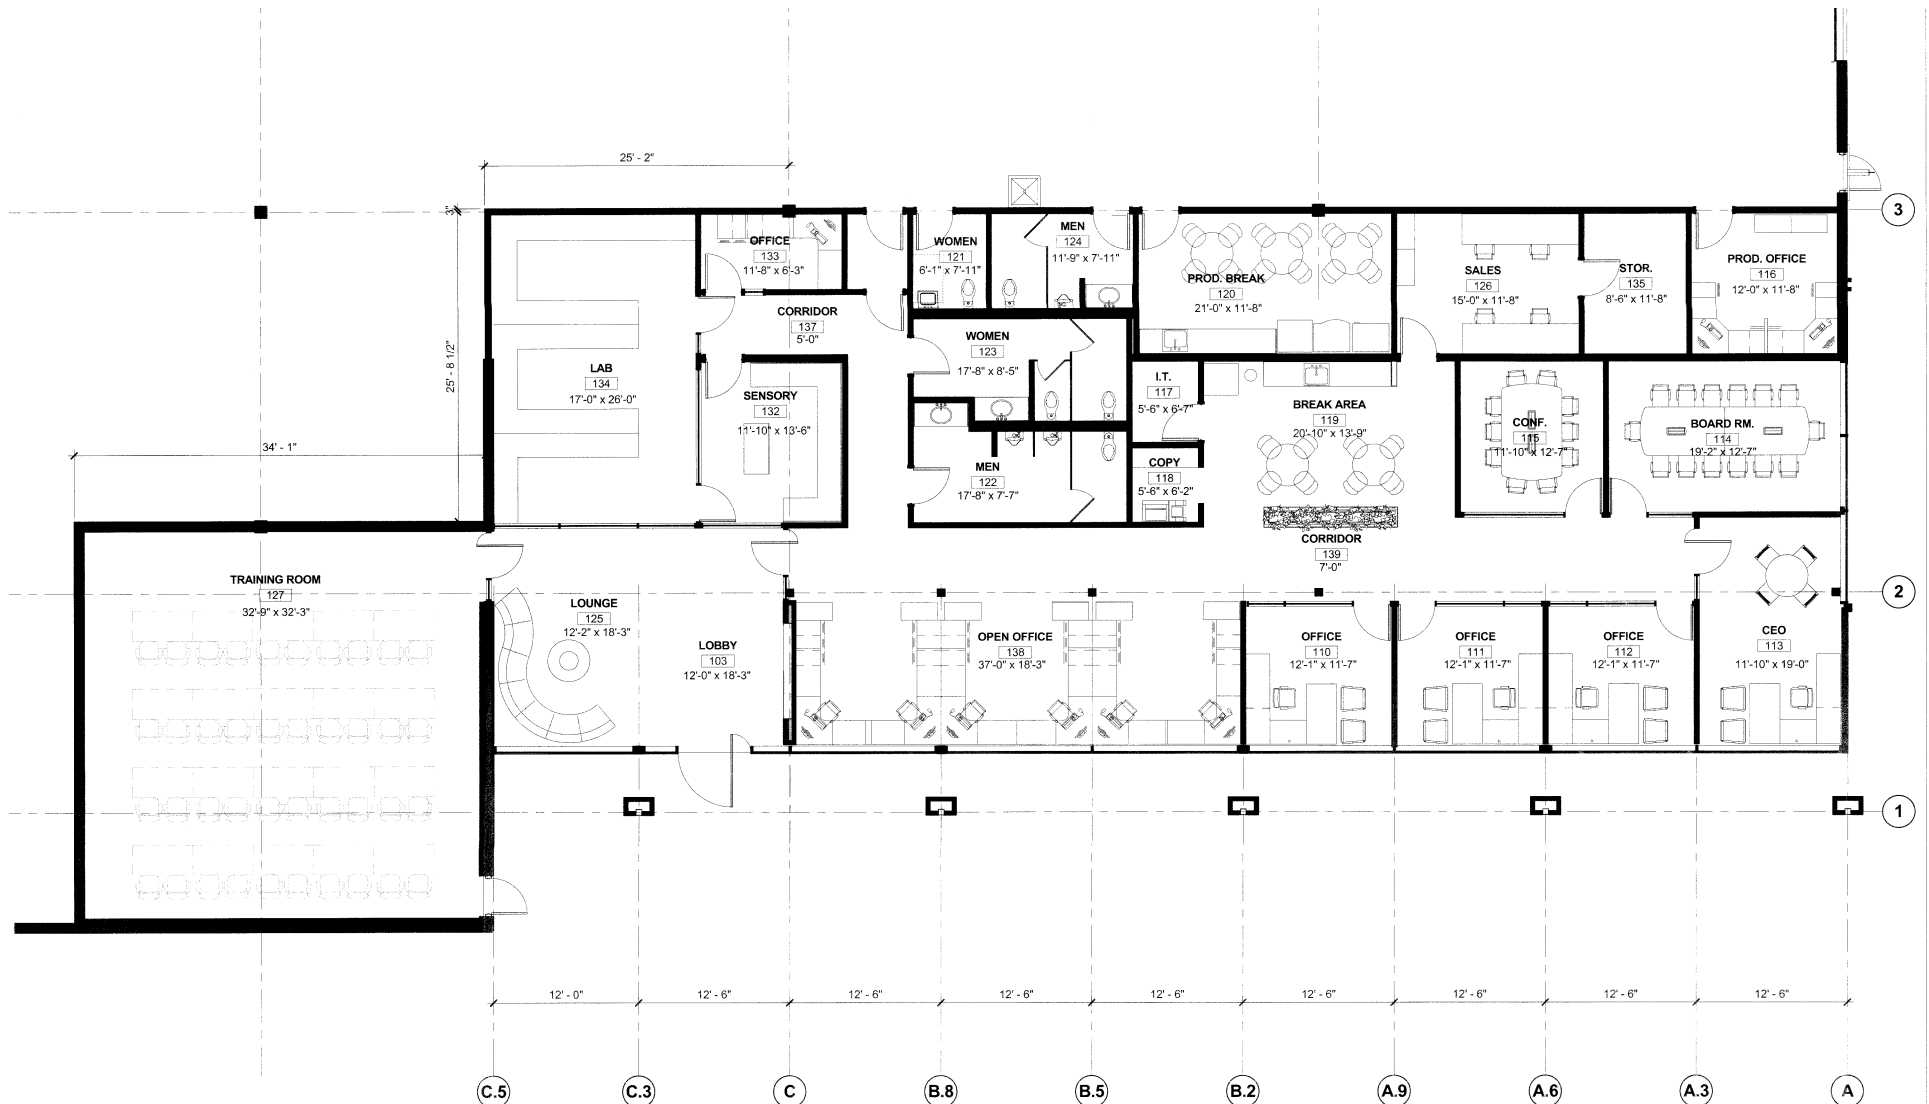 25' - 2"
3"
3
OFFICE
133
11'-8" x 6'-3"
WOMEN
121
6'-1" x 7'-11"
MEN
124
11'-9" x 7'-11"
PROD. BREAK
120
21'-0" x 11'-8"
SALES
126
15'-0" x 11'-8"
STOR.
135
8'-6" x 11'-8"
PROD. OFFICE
116
12'-0" x 11'-8"
CORRIDOR
137
5'-0"
WOMEN
123
17'-8" x 8'-5"
25' - 8 1/2"
LAB
134
17'-0" x 26'-0"
SENSORY
132
11'-10" x 13'-6"
I.T.
117
5'-6" x 6'-7"
BREAK AREA
119
20'-10" x 13'-9"
CONF.
115
11'-10" x 12'-7"
BOARD RM.
114
19'-2" x 12'-7"
34' - 1"
MEN
122
17'-8" x 7'-7"
COPY
118
5'-6" x 6'-2"
CORRIDOR
139
7'-0"
TRAINING ROOM
127
32'-9" x 32'-3"
2
LOUNGE
125
12'-2" x 18'-3"
LOBBY
103
12'-0" x 18'-3"
OPEN OFFICE
138
37'-0" x 18'-3"
OFFICE
110
12'-1" x 11'-7"
OFFICE
111
12'-1" x 11'-7"
OFFICE
112
12'-1" x 11'-7"
CEO
113
11'-10" x 19'-0"
1
12' - 0"
12' - 6"
12' - 6"
12' - 6"
12' - 6"
12' - 6"
12' - 6"
12' - 6"
12' - 6"
C.5
C.3
C
B.8
B.5
B.2
A.9
A.6
A.3
A